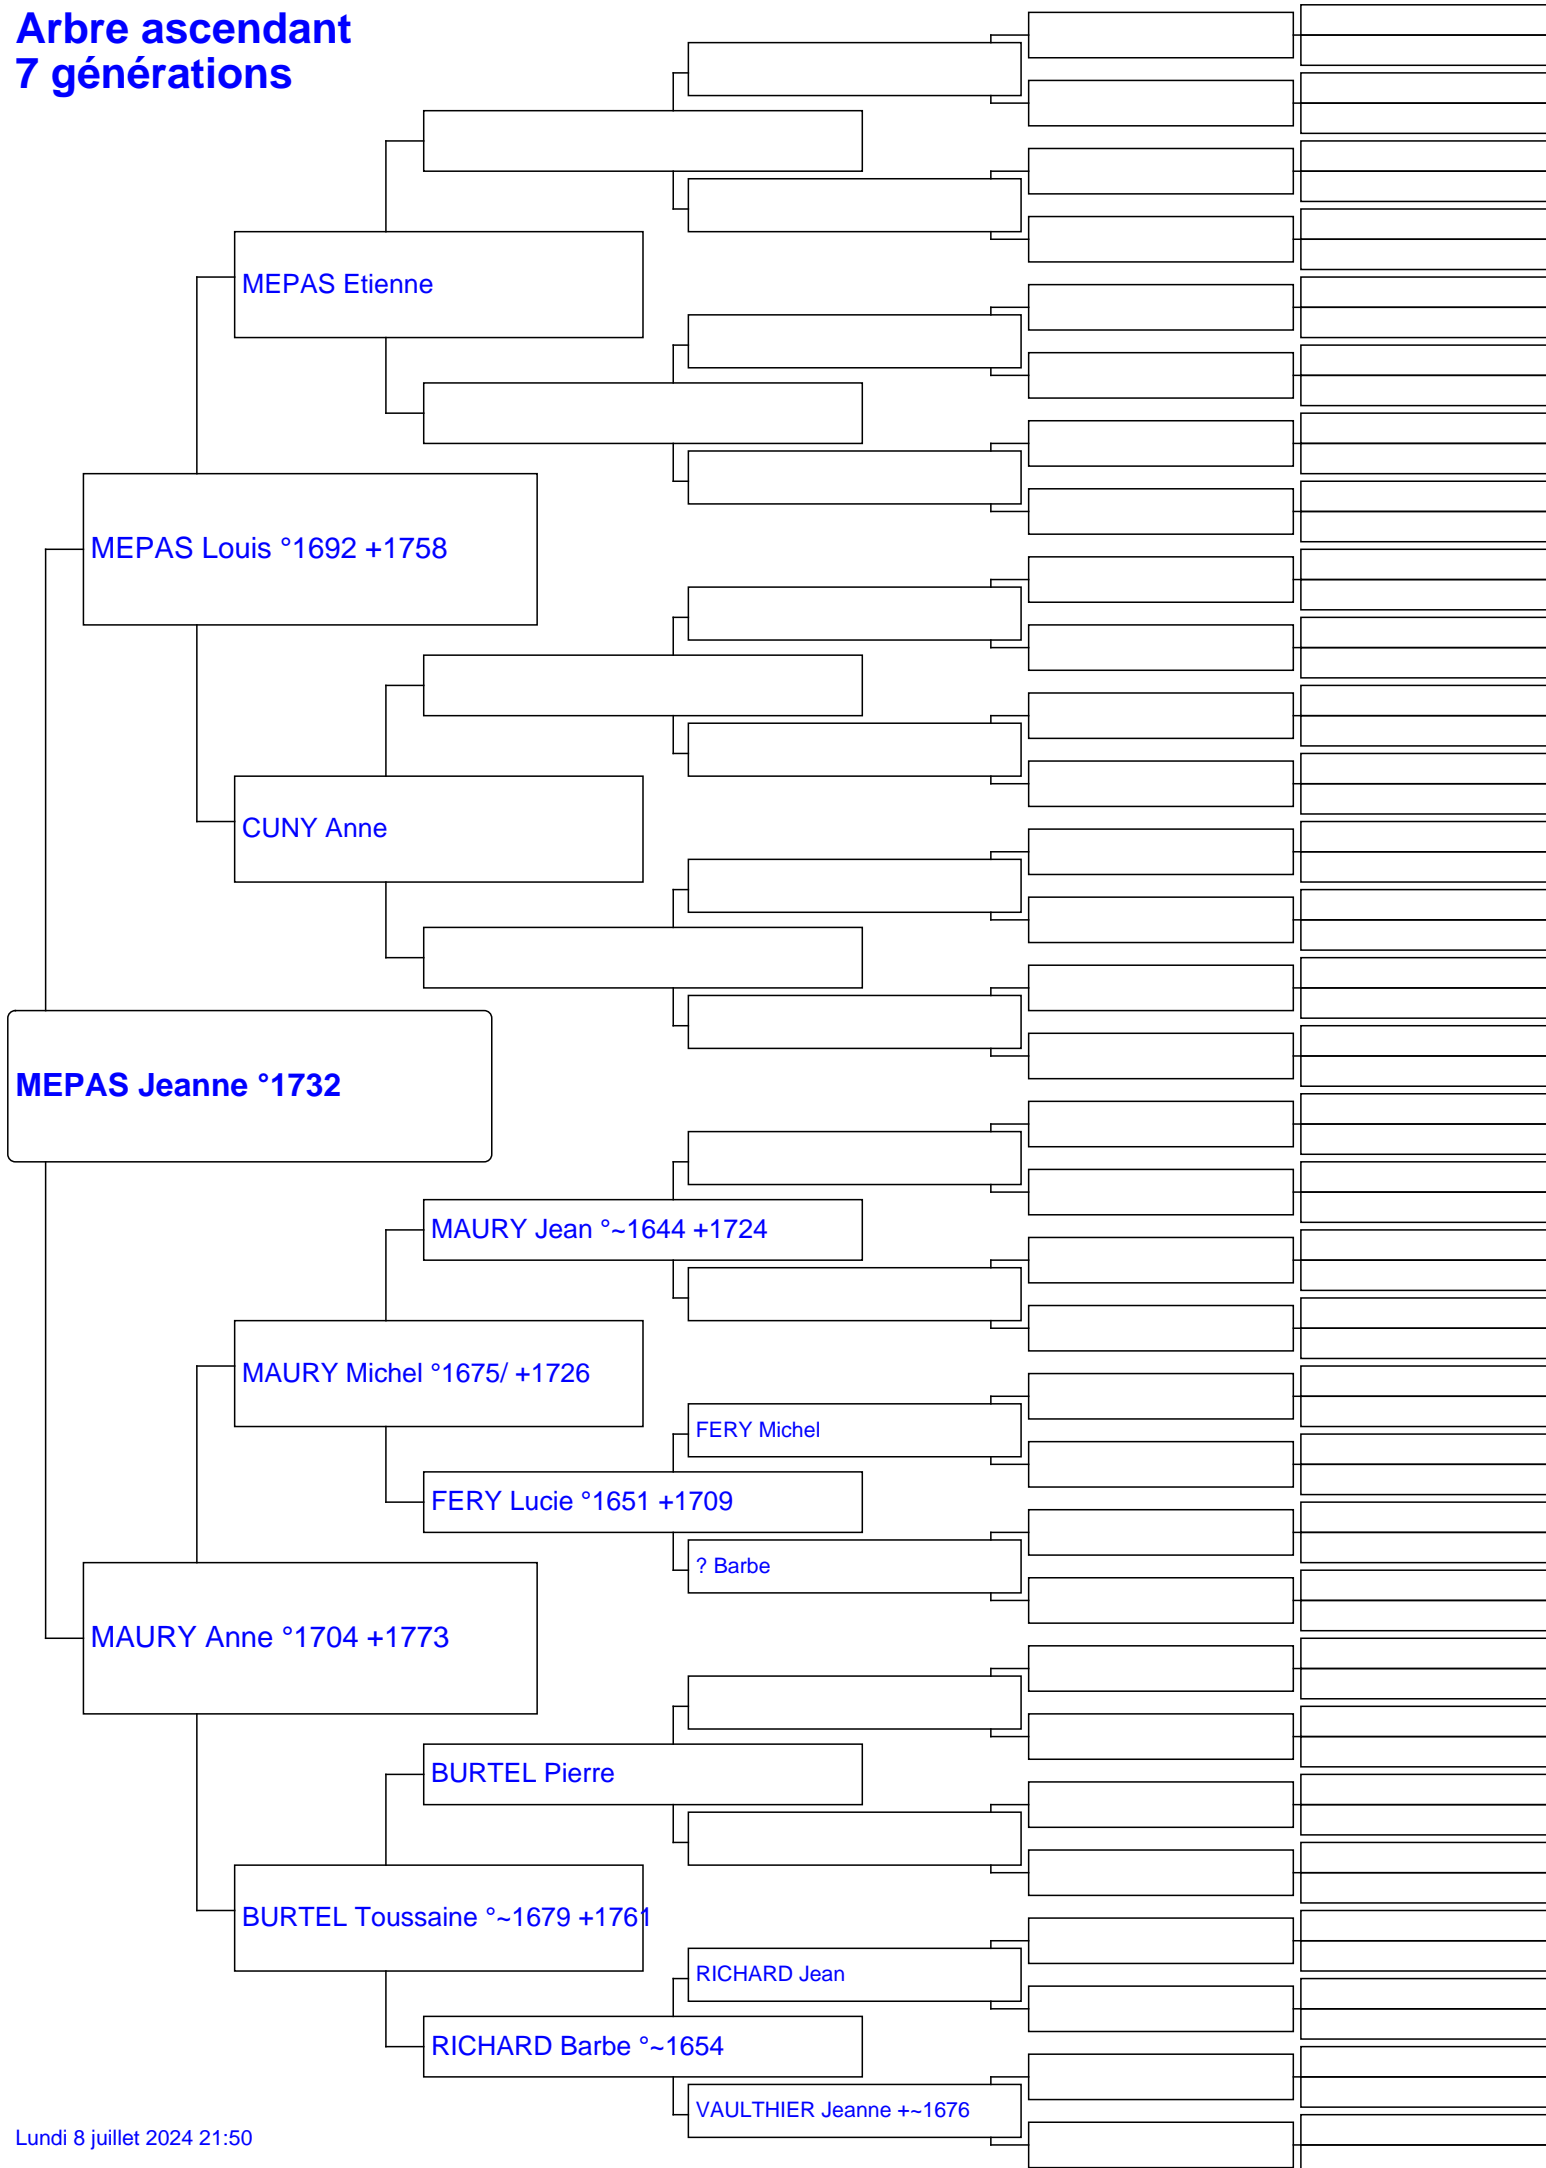 Arbre ascendant
7 générations
MEPAS Etienne
MEPAS Louis °1692 +1758
CUNY Anne
MEPAS Jeanne °1732
MAURY Jean °~1644 +1724
MAURY Michel °1675/ +1726
FERY Michel
FERY Lucie °1651 +1709
? Barbe
MAURY Anne °1704 +1773
BURTEL Pierre
BURTEL Toussaine °~1679 +1761
RICHARD Jean
RICHARD Barbe °~1654
VAULTHIER Jeanne +~1676
Lundi 8 juillet 2024 21:50